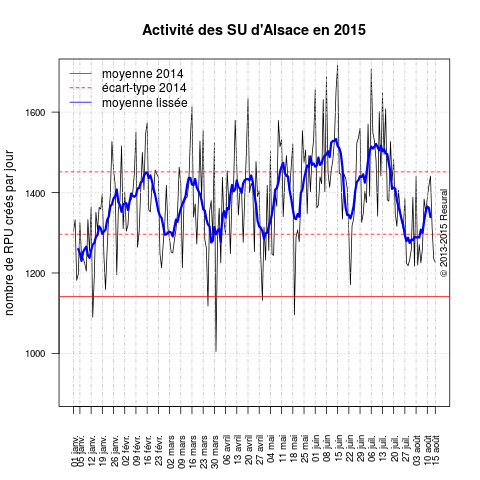 Activité des SU d'Alsace en 2015
moyenne 2014
écart-type 2014
moyenne lissée
nombre de RPU créés par jour
1600
1400
1200
1000
© 2013-2015 Resural
01 janv.
05 janv.
12 janv.
19 janv.
26 janv.
02 févr.
09 févr.
16 févr.
23 févr.
02 mars
09 mars
16 mars
23 mars
30 mars
06 avril
13 avril
20 avril
27 avril
04 mai
11 mai
18 mai
25 mai
01 juin
08 juin
15 juin
22 juin
29 juin
06 juil.
13 juil.
20 juil.
27 juil.
03 août
10 août
15 août